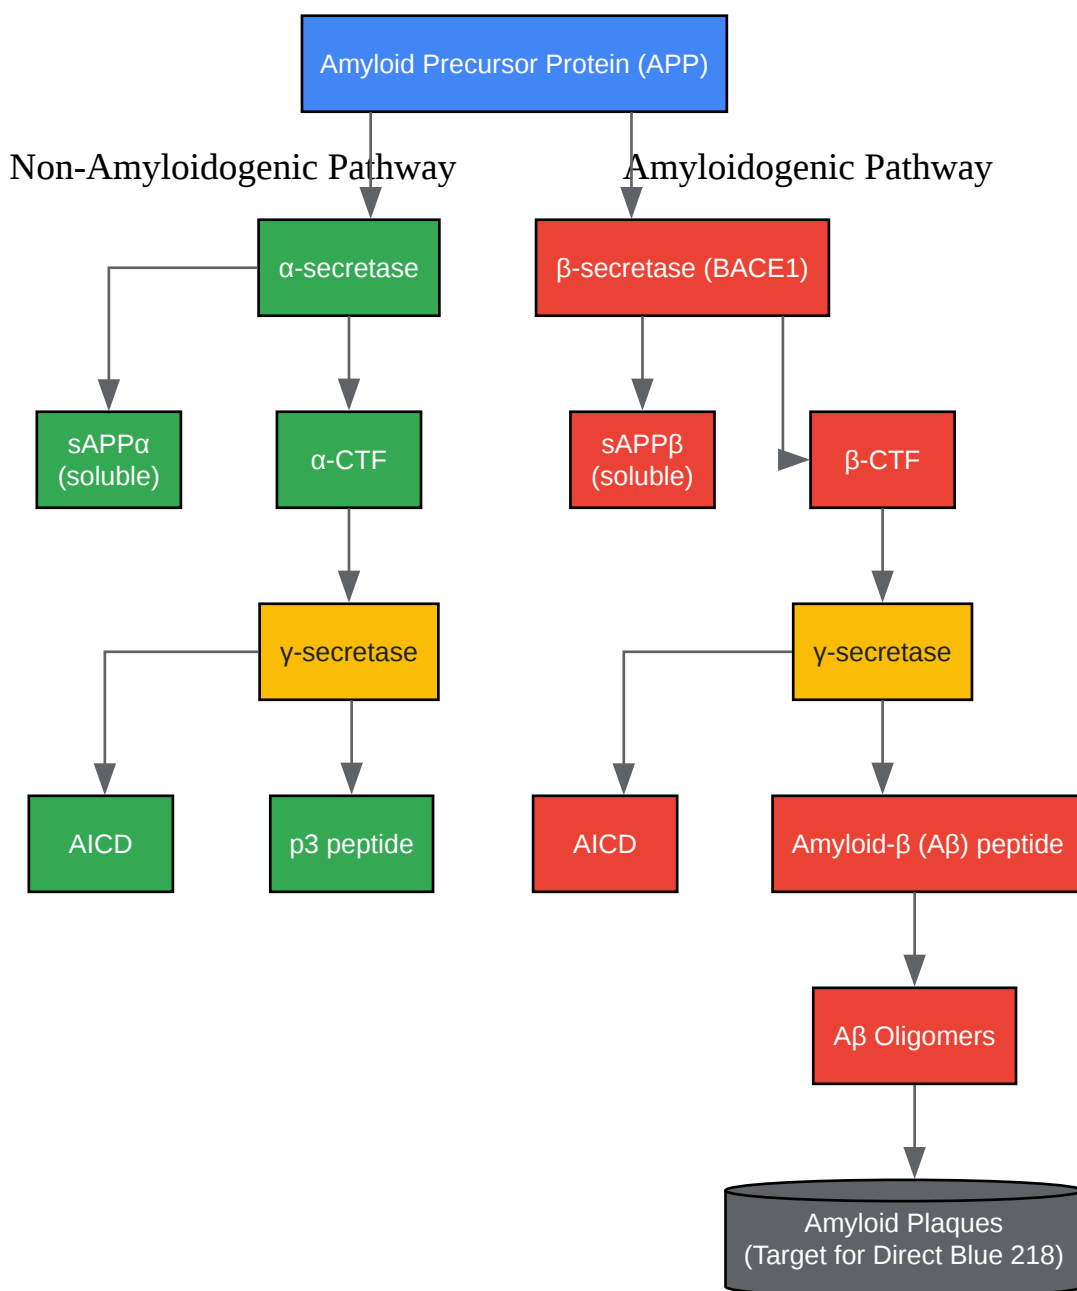 Amyloid Precursor Protein (APP)
Non-Amyloidogenic Pathway
Amyloidogenic Pathway
α-secretase
β-secretase (BACE1)
sAPPα
(soluble)
α-CTF
sAPPβ
(soluble)
β-CTF
γ-secretase
γ-secretase
AICD
p3 peptide
AICD
Amyloid-β (Aβ) peptide
Aβ Oligomers
Amyloid Plaques
(Target for Direct Blue 218)